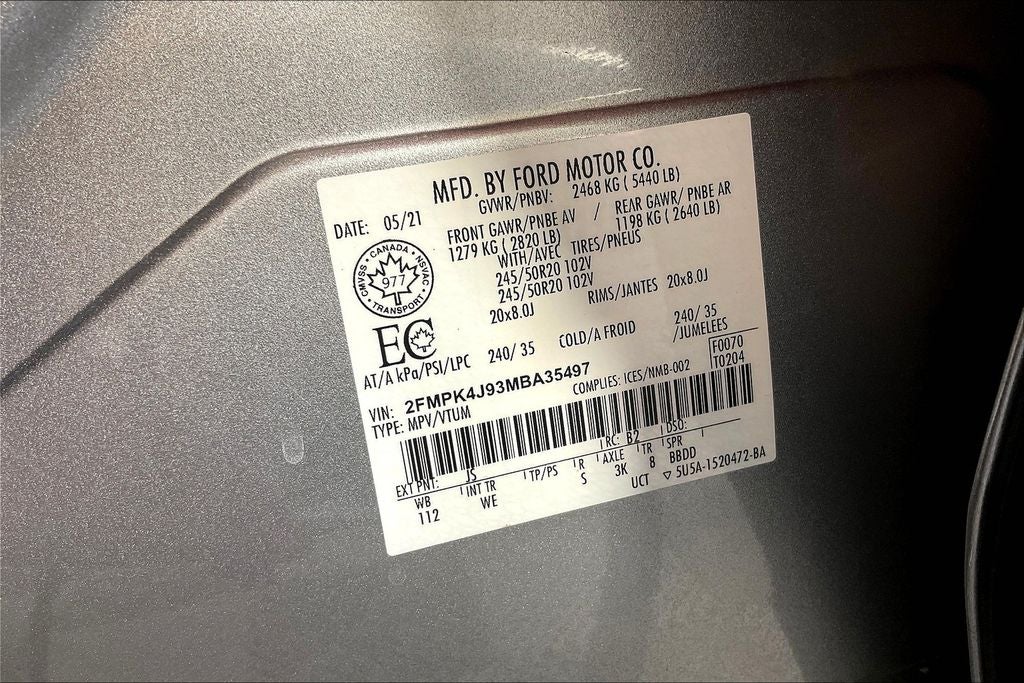 MFD. BY FORD MOTOR CO.
DATE: 05/21 GVWR/PNBV: 2468 KG ( 5440 LB)
FRONT GAWR/PNBE AV / REAR GAWR/ PNBE AR
1279 KG ( 2820 LB) 1198 KG ( 2640 LB)
WITH/AVEC TIRES/PNEUS
245/50R20 102V
245/50R20 102V
20x8.0J RIMS/JANTES 20x8.0J
CMVSS • CANADA • NSVAC
977
• TRANSPORT •
EC
AT/A kPa/PSI/LPC 240/ 35 COLD/A FROID 240/ 35
/JUMELEES
VIN: 2FMPK4J93MBA35497 COMPLIES: ICES/NMB-002 F0070
TYPE: MPV/VTUM T0204
EXT PNT: JS RC: B2 DSO:
WB INT TR TP/PS R AXLE TR SPR
112 WE S 3K 8 BBDD
UCT ▽ 5U5A-1520472-BA